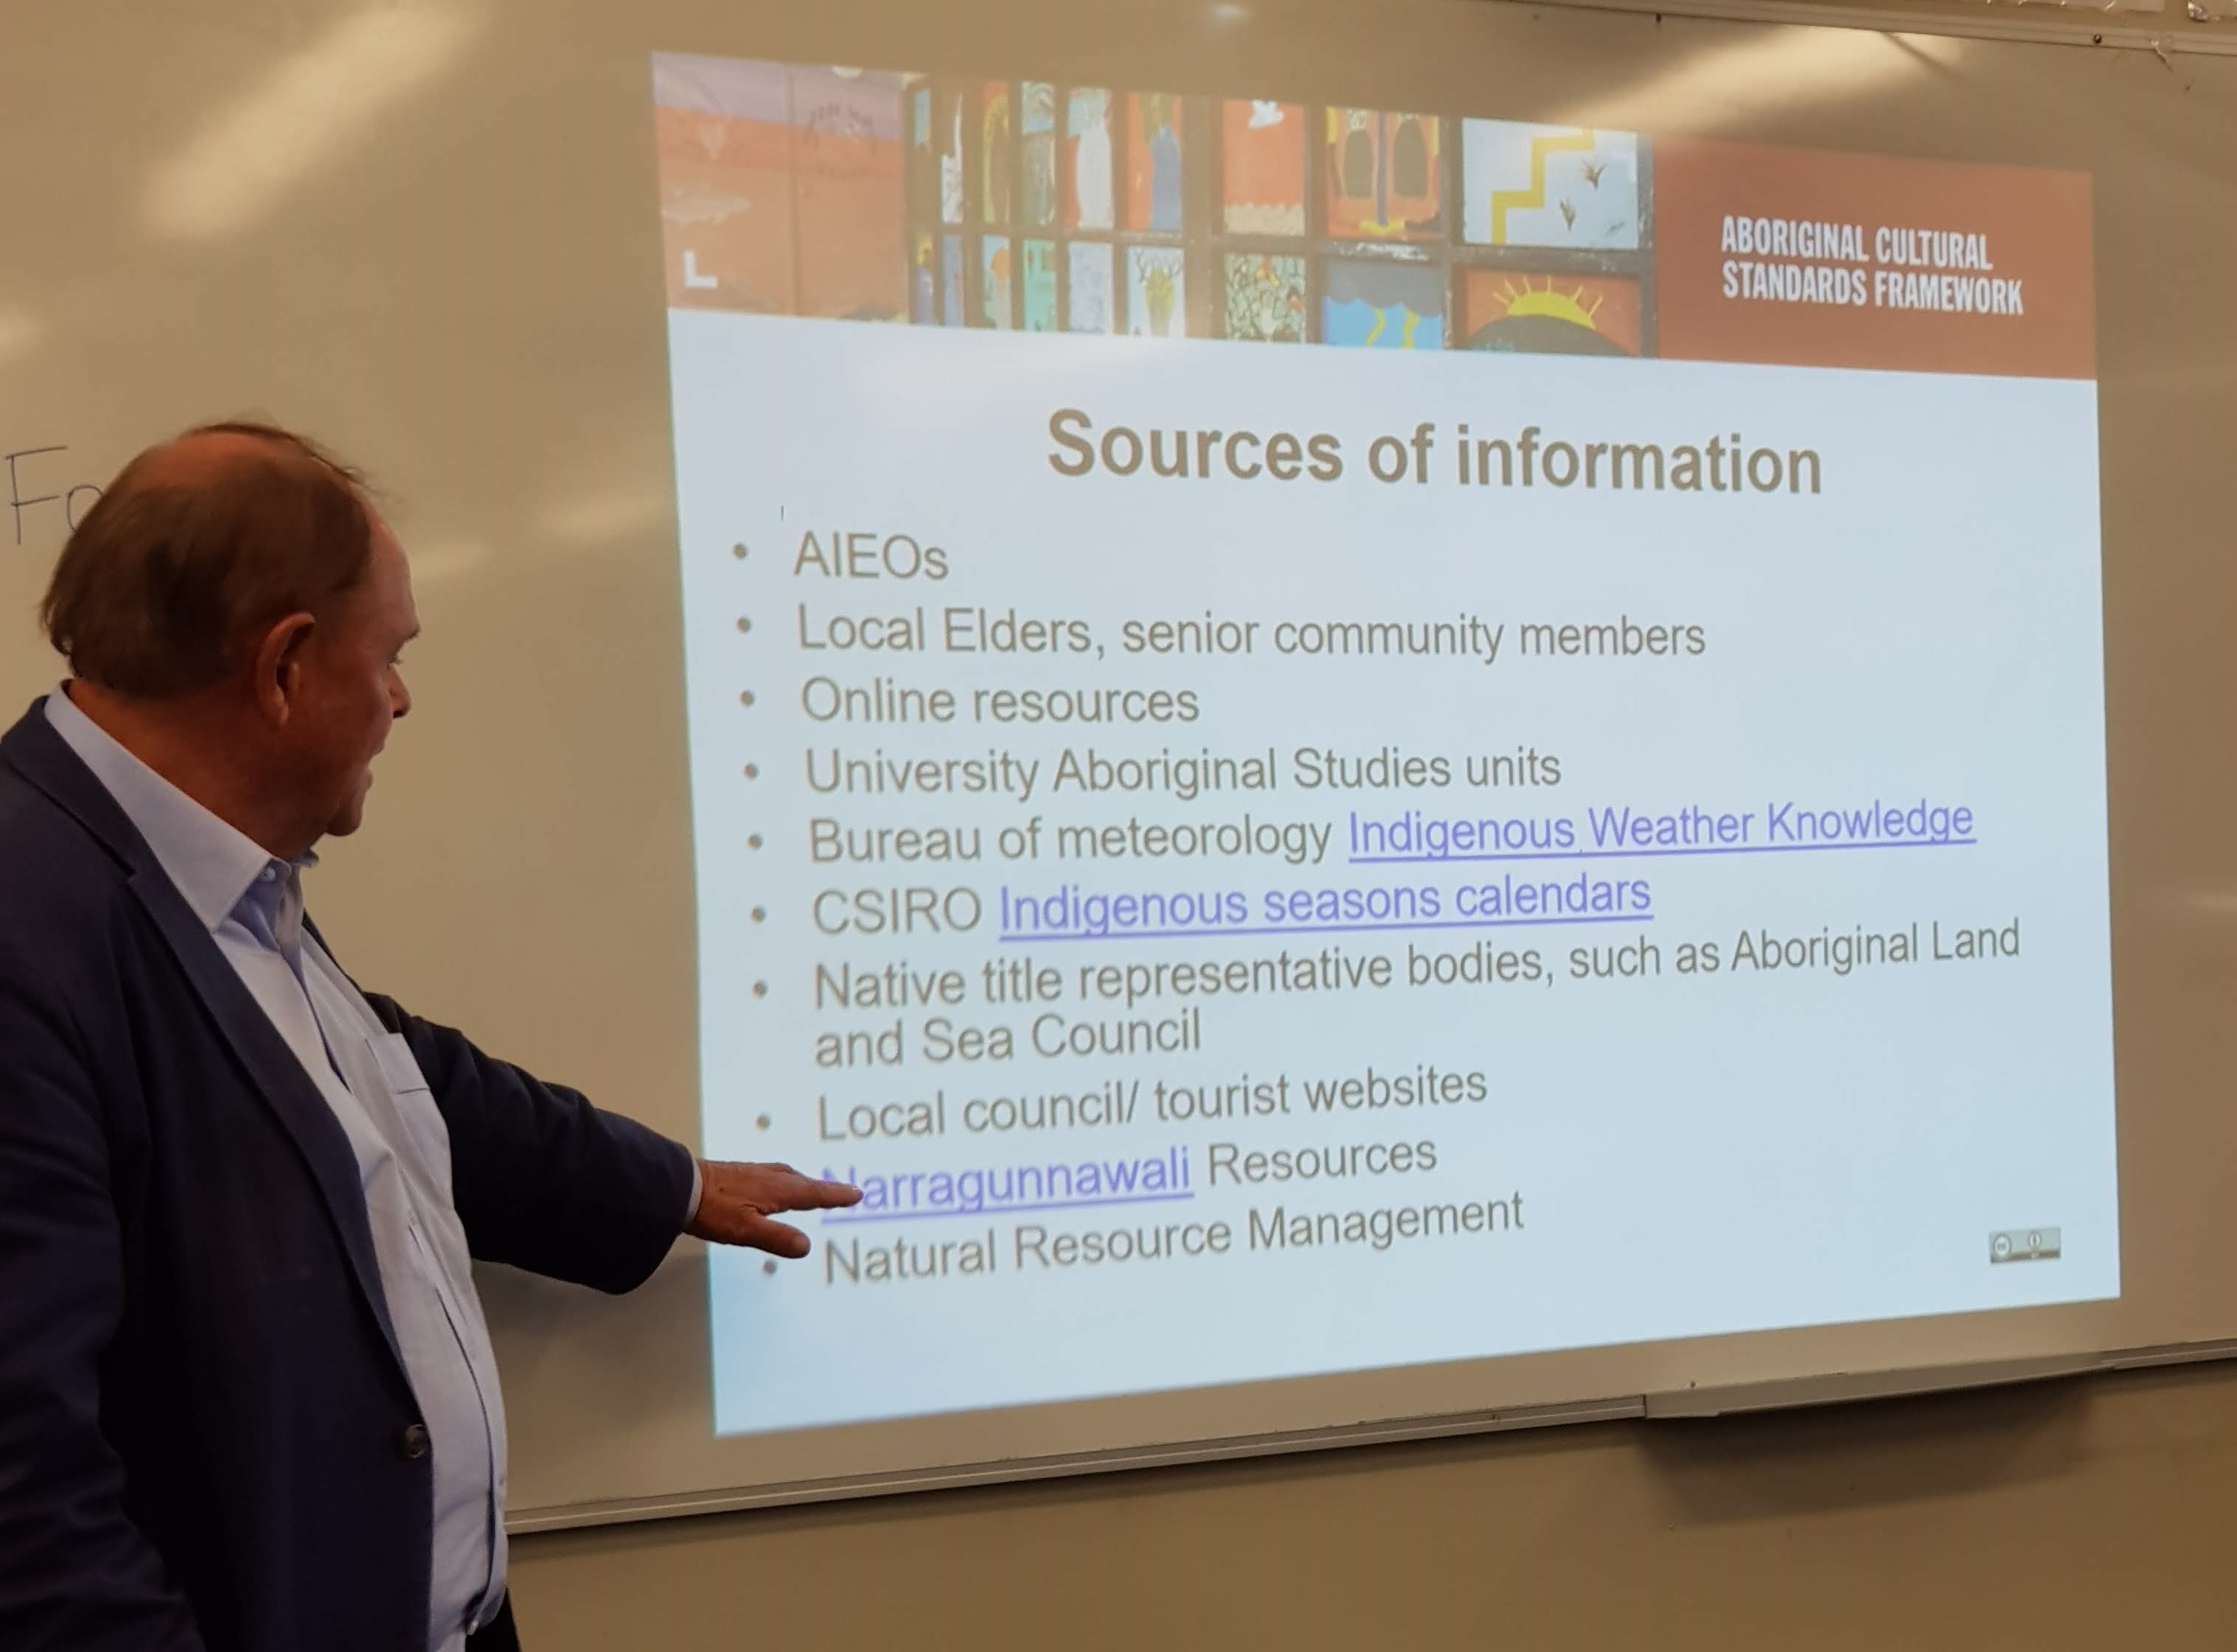 ABORIGINAL CULTURAL
STANDARDS FRAMEWORK
Sources of information
• AIEOs
• Local Elders, senior community members
• Online resources
• University Aboriginal Studies units
• Bureau of meteorology Indigenous Weather Knowledge
• CSIRO Indigenous seasons calendars
• Native title representative bodies, such as Aboriginal Land
and Sea Council
• Local council/ tourist websites
Narragunnawali Resources
• Natural Resource Management